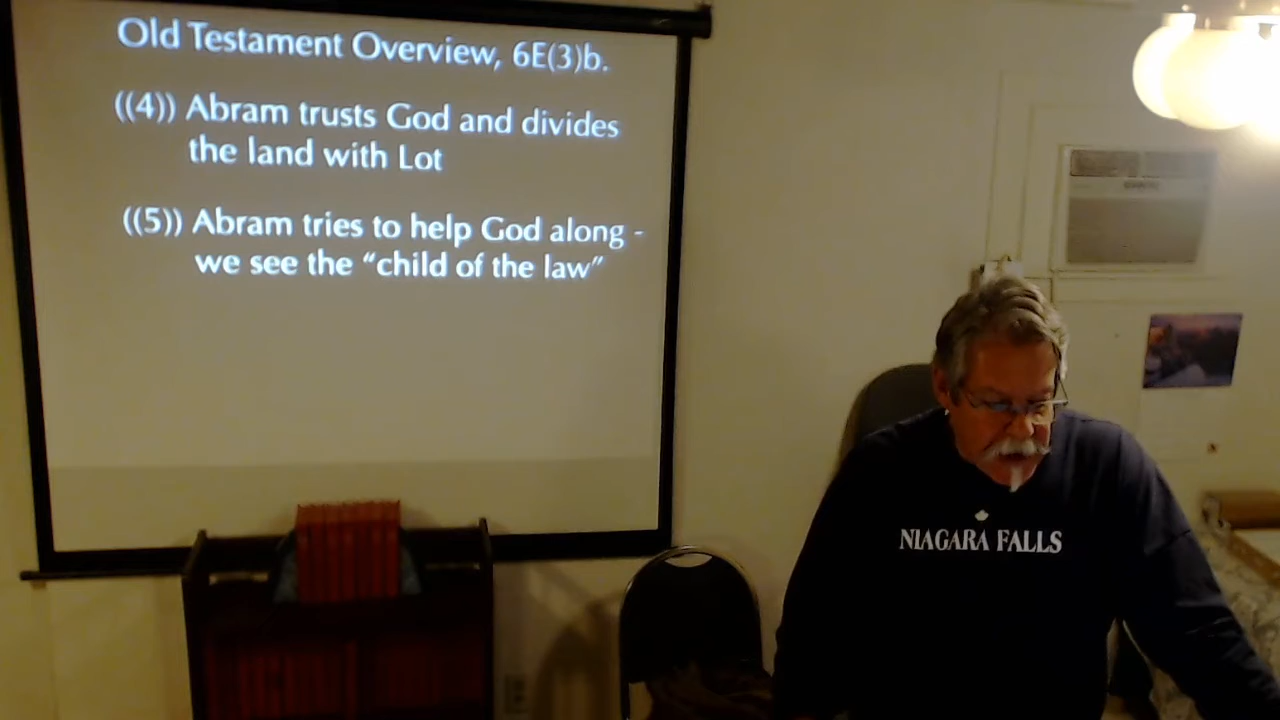 Old Testament Overview, 6E(3)b.
((4)) Abram trusts God and divides
the land with Lot
((5)) Abram tries to help God along -
we see the “child of the law”
NIAGARA FALLS